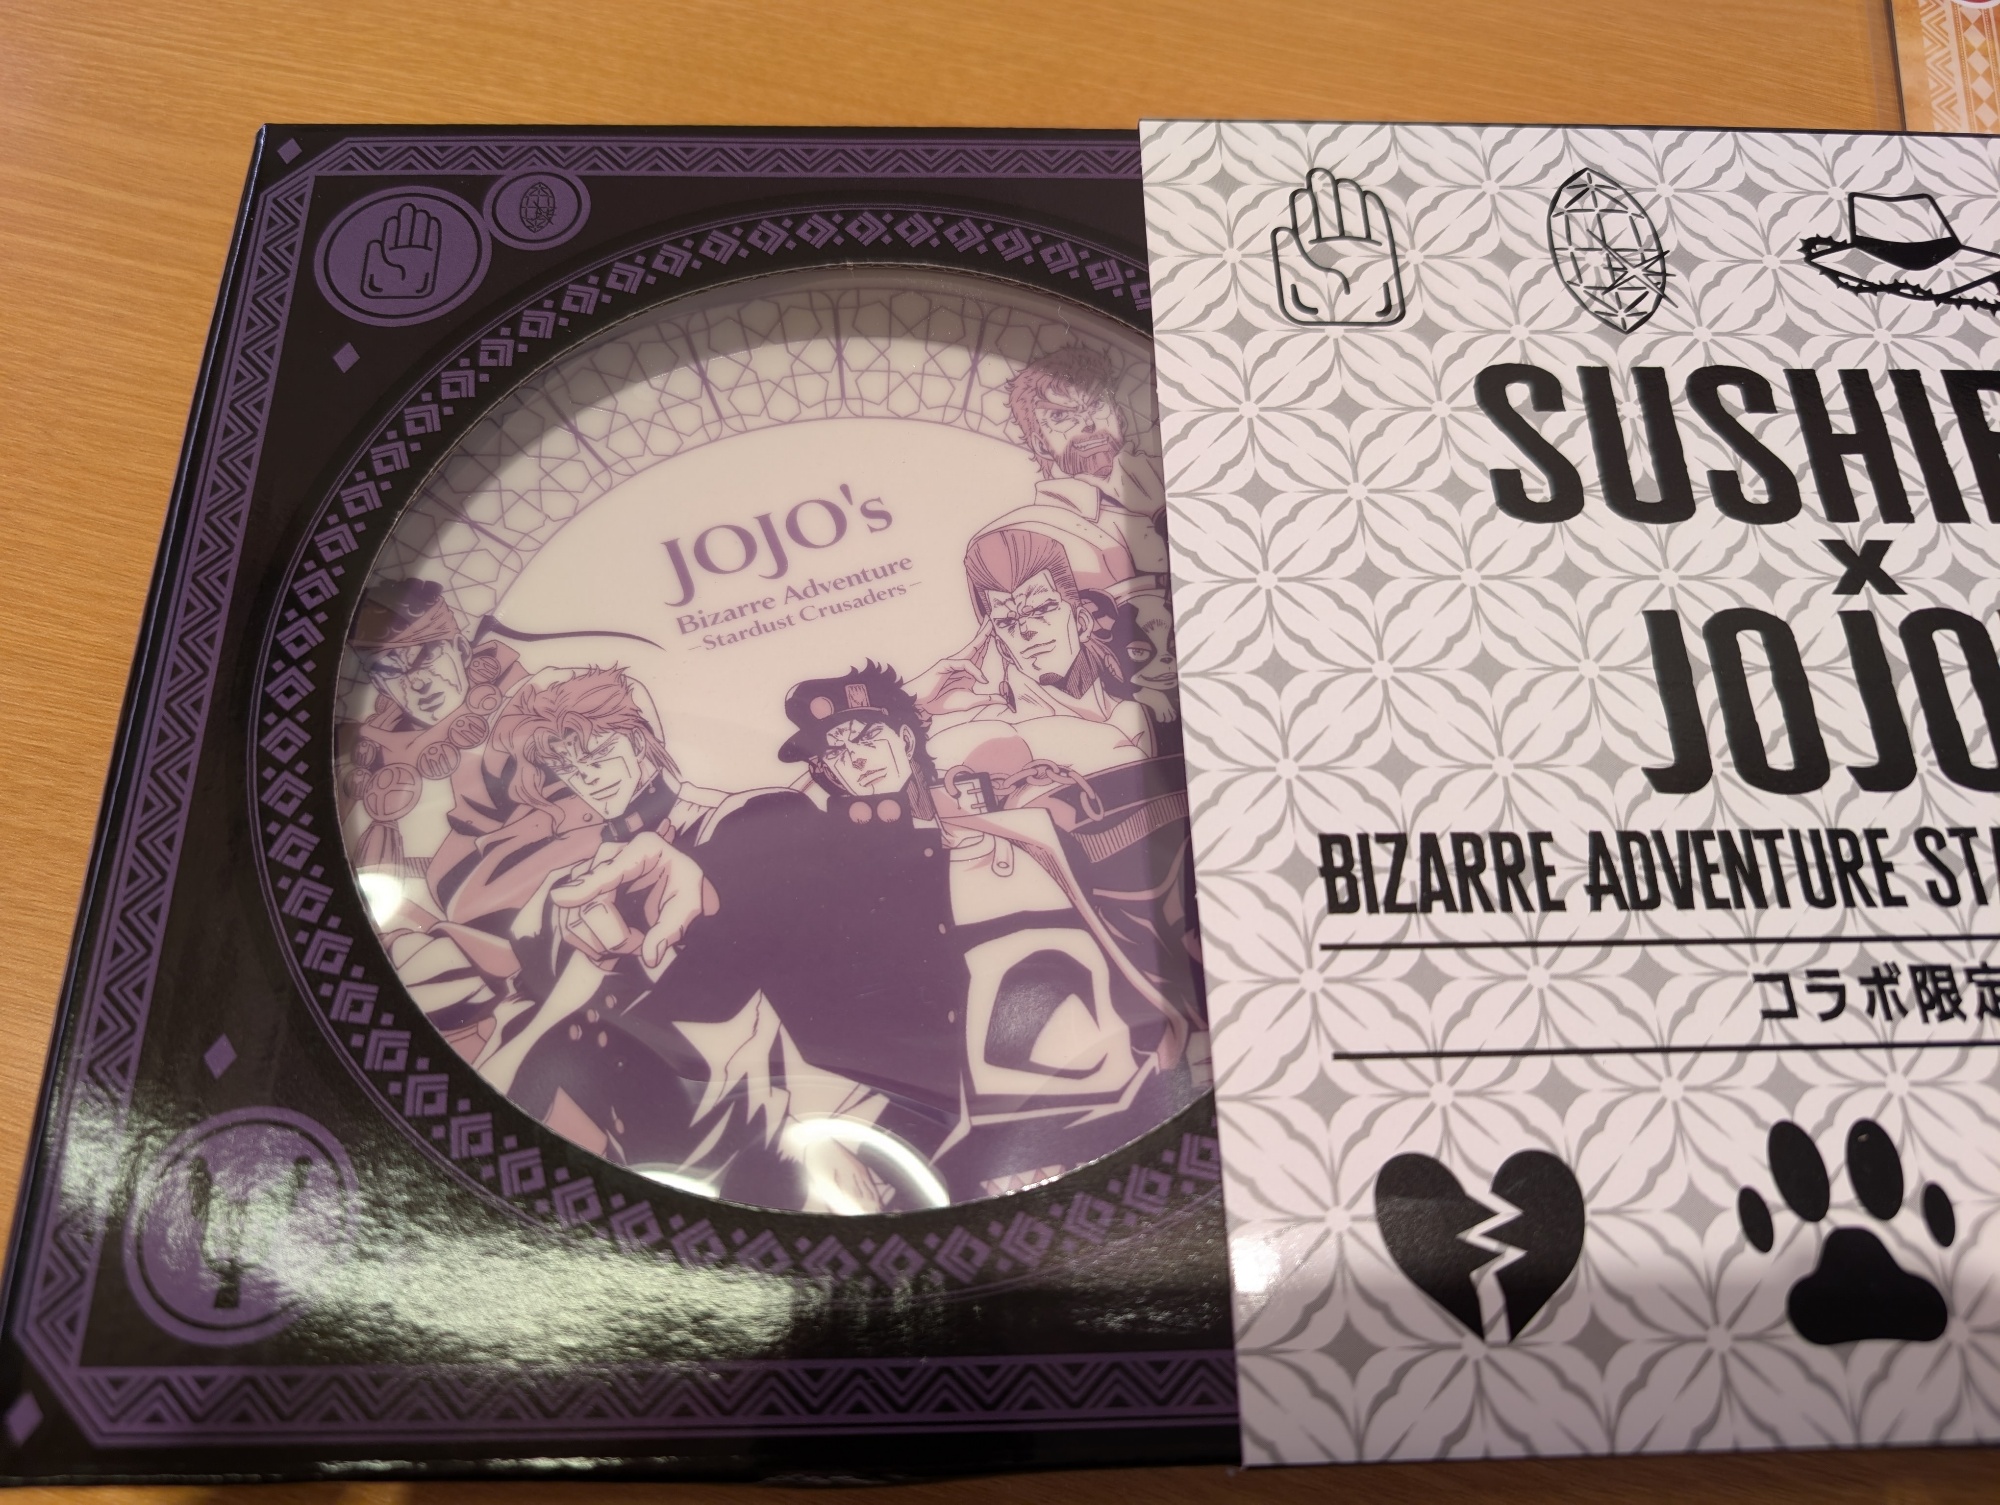 JOJO's
Bizarre Adventure
—Stardust Crusaders—
SUSHI
×
JOJO
BIZARRE ADVENTURE ST
コラボ限定